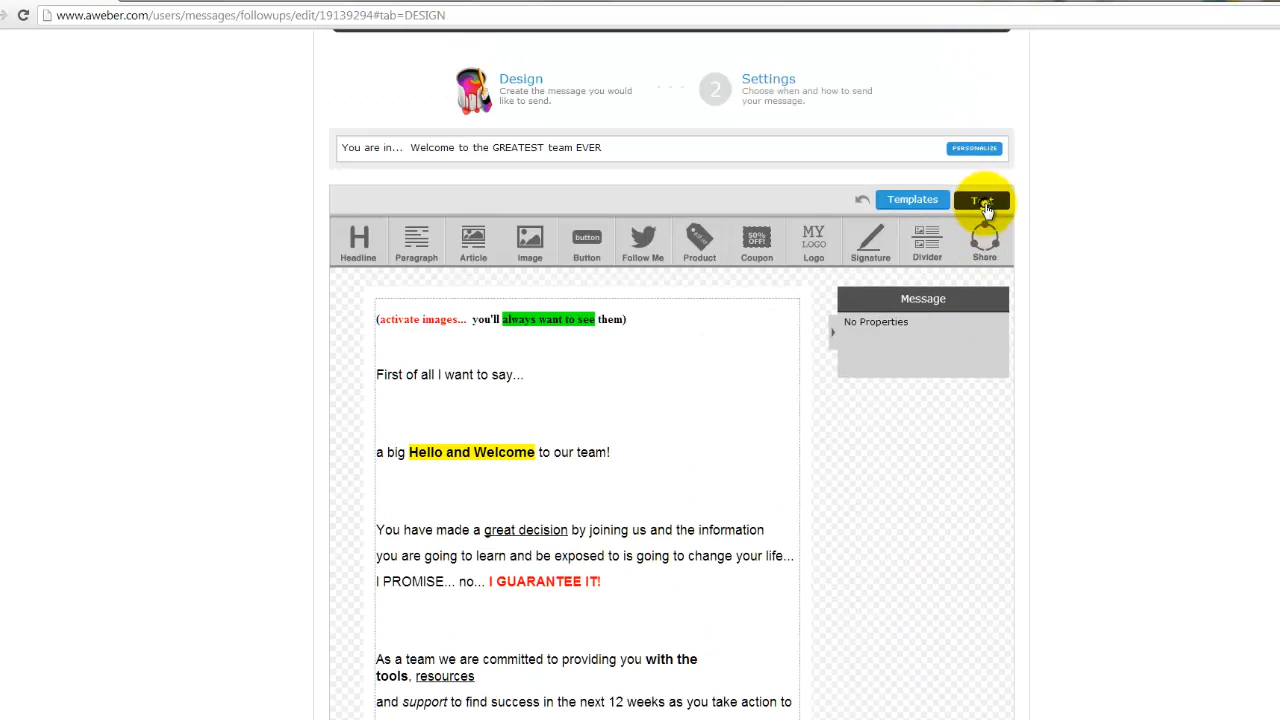 www.aweber.com/users/messages/followups/edit/19139294#tab=DESIGN
Design
Create the message you would
like to send.
2
Settings
Choose when and how to send
your message.
You are in... Welcome to the GREATEST team EVER
PERSONALIZE
Templates
H
Headline
Paragraph
Article
Image
button
Button
Follow Me
Product
50%
OFF!
Coupon
MY
LOGO
Logo
Signature
Divider
Share
Message
No Properties
(activate images... you'll always want to see them)
First of all I want to say...
a big Hello and Welcome to our team!
You have made a great decision by joining us and the information
you are going to learn and be exposed to is going to change your life...
I PROMISE... no... I GUARANTEE IT!
As a team we are committed to providing you with the
tools, resources
and support to find success in the next 12 weeks as you take action to